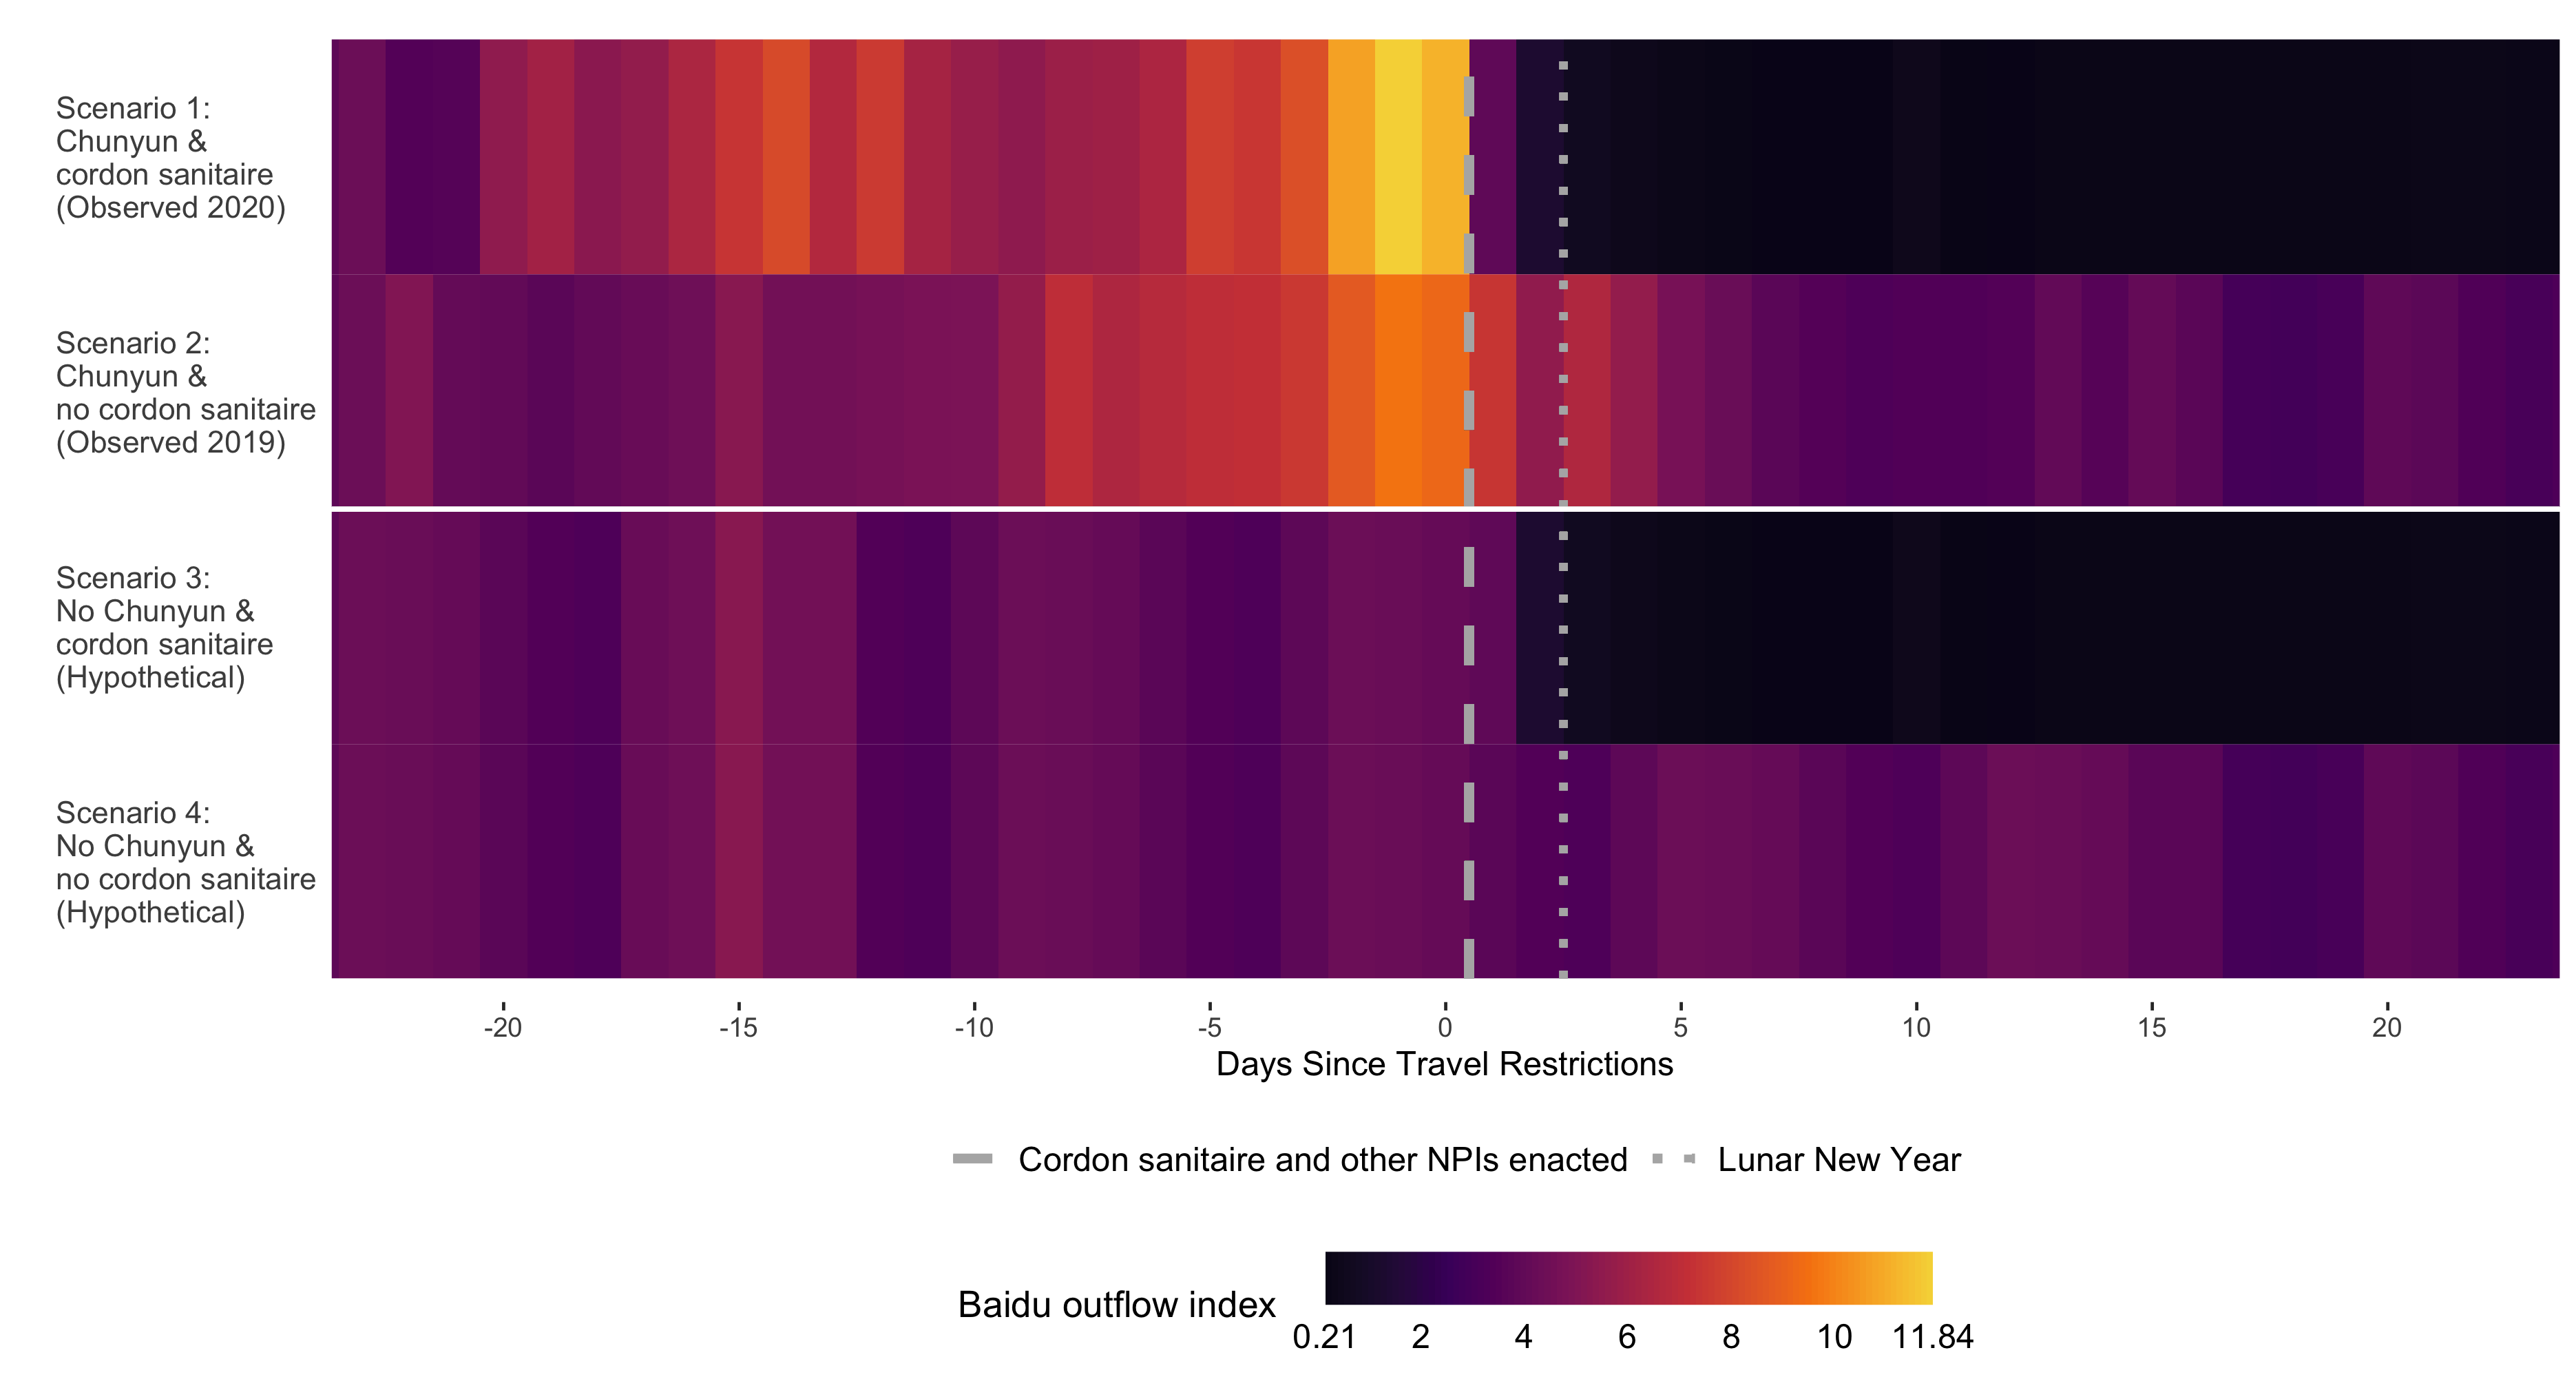 Scenario 1:
Chunyun &
cordon sanitaire
(Observed 2020)
Scenario 2:
Chunyun &
no cordon sanitaire
(Observed 2019)
Scenario 3:
No Chunyun &
cordon sanitaire
(Hypothetical)
Scenario 4:
No Chunyun &
no cordon sanitaire
(Hypothetical)
-20 -15 -10 -5 0 5 10 15 20
Days Since Travel Restrictions
Cordon sanitaire and other NPIs enacted Lunar New Year
Baidu outflow index
0.21 2 4 6 8 10 11.84